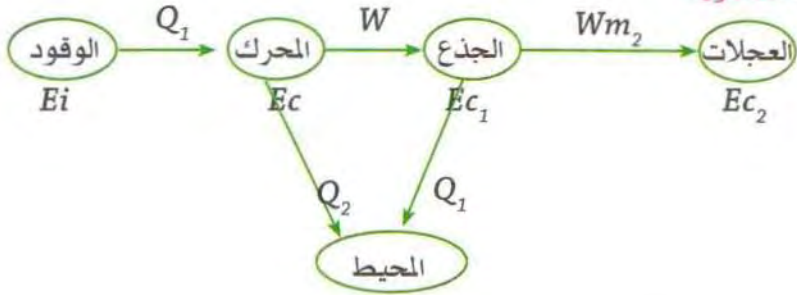 Q₁ W Wm₂
الوقود المحرك الجذع العجلات
Ei Ec Ec₁ Ec₂
Q₂ Q₁
المحيط